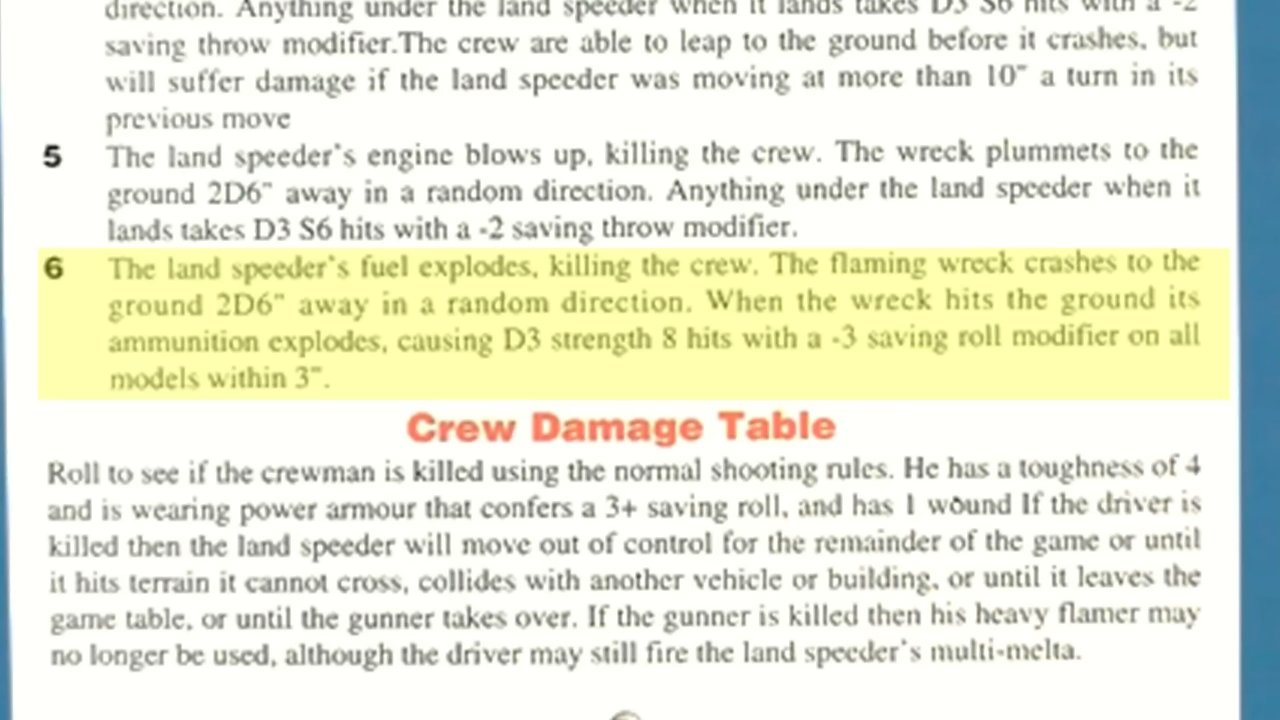 direction. Anything under the land speeder when it lands takes D3 S6 hits with a -2
saving throw modifier.The crew are able to leap to the ground before it crashes, but
will suffer damage if the land speeder was moving at more than 10" a turn in its
previous move
5 The land speeder's engine blows up, killing the crew. The wreck plummets to the
ground 2D6" away in a random direction. Anything under the land speeder when it
lands takes D3 S6 hits with a -2 saving throw modifier.
6 The land speeder's fuel explodes, killing the crew. The flaming wreck crashes to the
ground 2D6" away in a random direction. When the wreck hits the ground its
ammunition explodes, causing D3 strength 8 hits with a -3 saving roll modifier on all
models within 3".
Crew Damage Table
Roll to see if the crewman is killed using the normal shooting rules. He has a toughness of 4
and is wearing power armour that confers a 3+ saving roll, and has 1 wound If the driver is
killed then the land speeder will move out of control for the remainder of the game or until
it hits terrain it cannot cross, collides with another vehicle or building, or until it leaves the
game table, or until the gunner takes over. If the gunner is killed then his heavy flamer may
no longer be used, although the driver may still fire the land speeder's multi-melta.